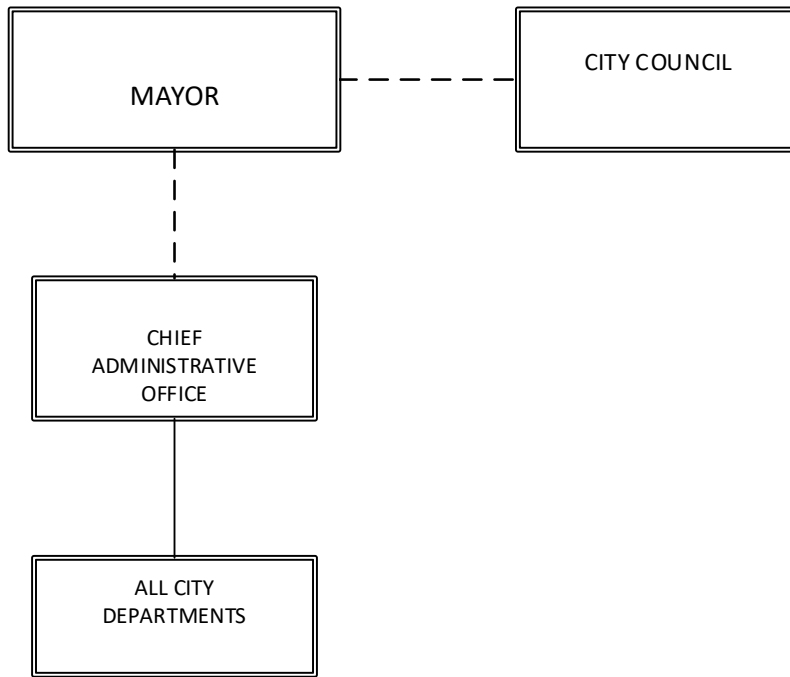 MAYOR
CITY COUNCIL
CHIEF
ADMINISTRATIVE
OFFICE
ALL CITY
DEPARTMENTS